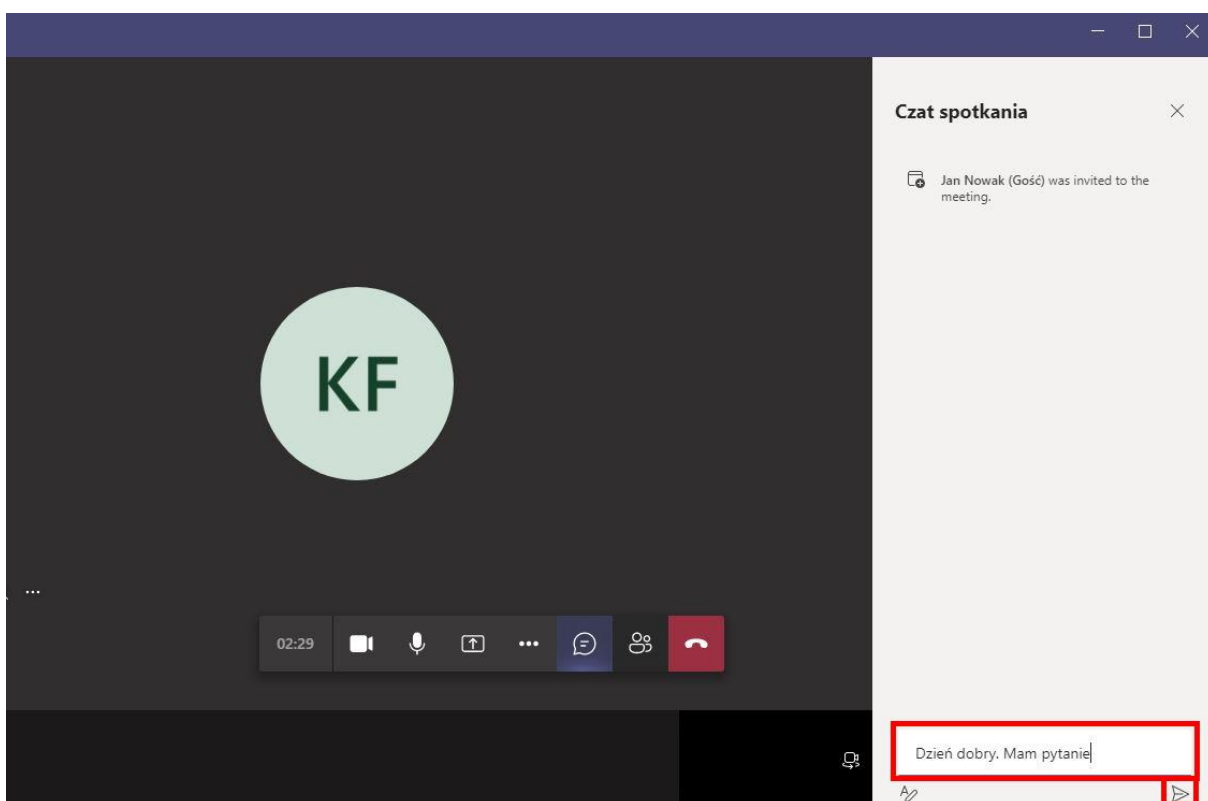 Czat spotkania
Jan Nowak (Gość) was invited to the
meeting.
KF
02:29
Dzień dobry. Mam pytanie